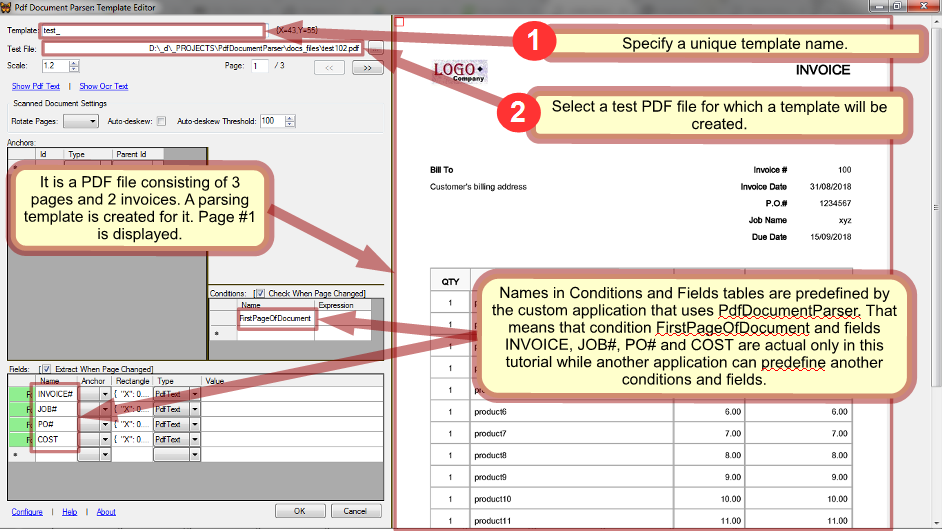 Pdf Document Parser: Template Editor
Template: test_ {X=43,Y=55}
Test File: D:\_d\_PROJECTS\PdfDocumentParser\docs_files\test102.pdf ...
Scale: 1.2 Page: 1 / 3 << >>
Show Pdf Text | Show Ocr Text
Scanned Document Settings
Rotate Pages: Auto-deskew: Auto-deskew Threshold: 100
Anchors:
Id Type Parent Id
It is a PDF file consisting of 3
pages and 2 invoices. A parsing
template is created for it. Page #1
is displayed.
Conditions: [ Check When Page Changed]
Name Expression
FirstPageOfDocument
*
Fields: [ Extract When Page Changed]
Name Anchor Rectangle Type Value
INVOICE# { "X": 0.... PdfText
JOB# { "X": 0.... PdfText
PO# { "X": 0.... PdfText
COST { "X": 0.... PdfText
*
Configure | Help | About OK Cancel
1
Specify a unique template name.
LOGO
Company
INVOICE
2
Select a test PDF file for which a template will be
created.
Bill To
Customer's billing address
Invoice # 100
Invoice Date 31/08/2018
P.O.# 1234567
Job Name xyz
Due Date 15/09/2018
QTY
1
1
1
1
1
Names in Conditions and Fields tables are predefined by
the custom application that uses PdfDocumentParser. That
means that condition FirstPageOfDocument and fields
INVOICE, JOB#, PO# and COST are actual only in this
tutorial while another application can predefine another
conditions and fields.
1 product6 6.00 6.00
1 product7 7.00 7.00
1 product8 8.00 8.00
1 product9 9.00 9.00
1 product10 10.00 10.00
1 product11 11.00 11.00